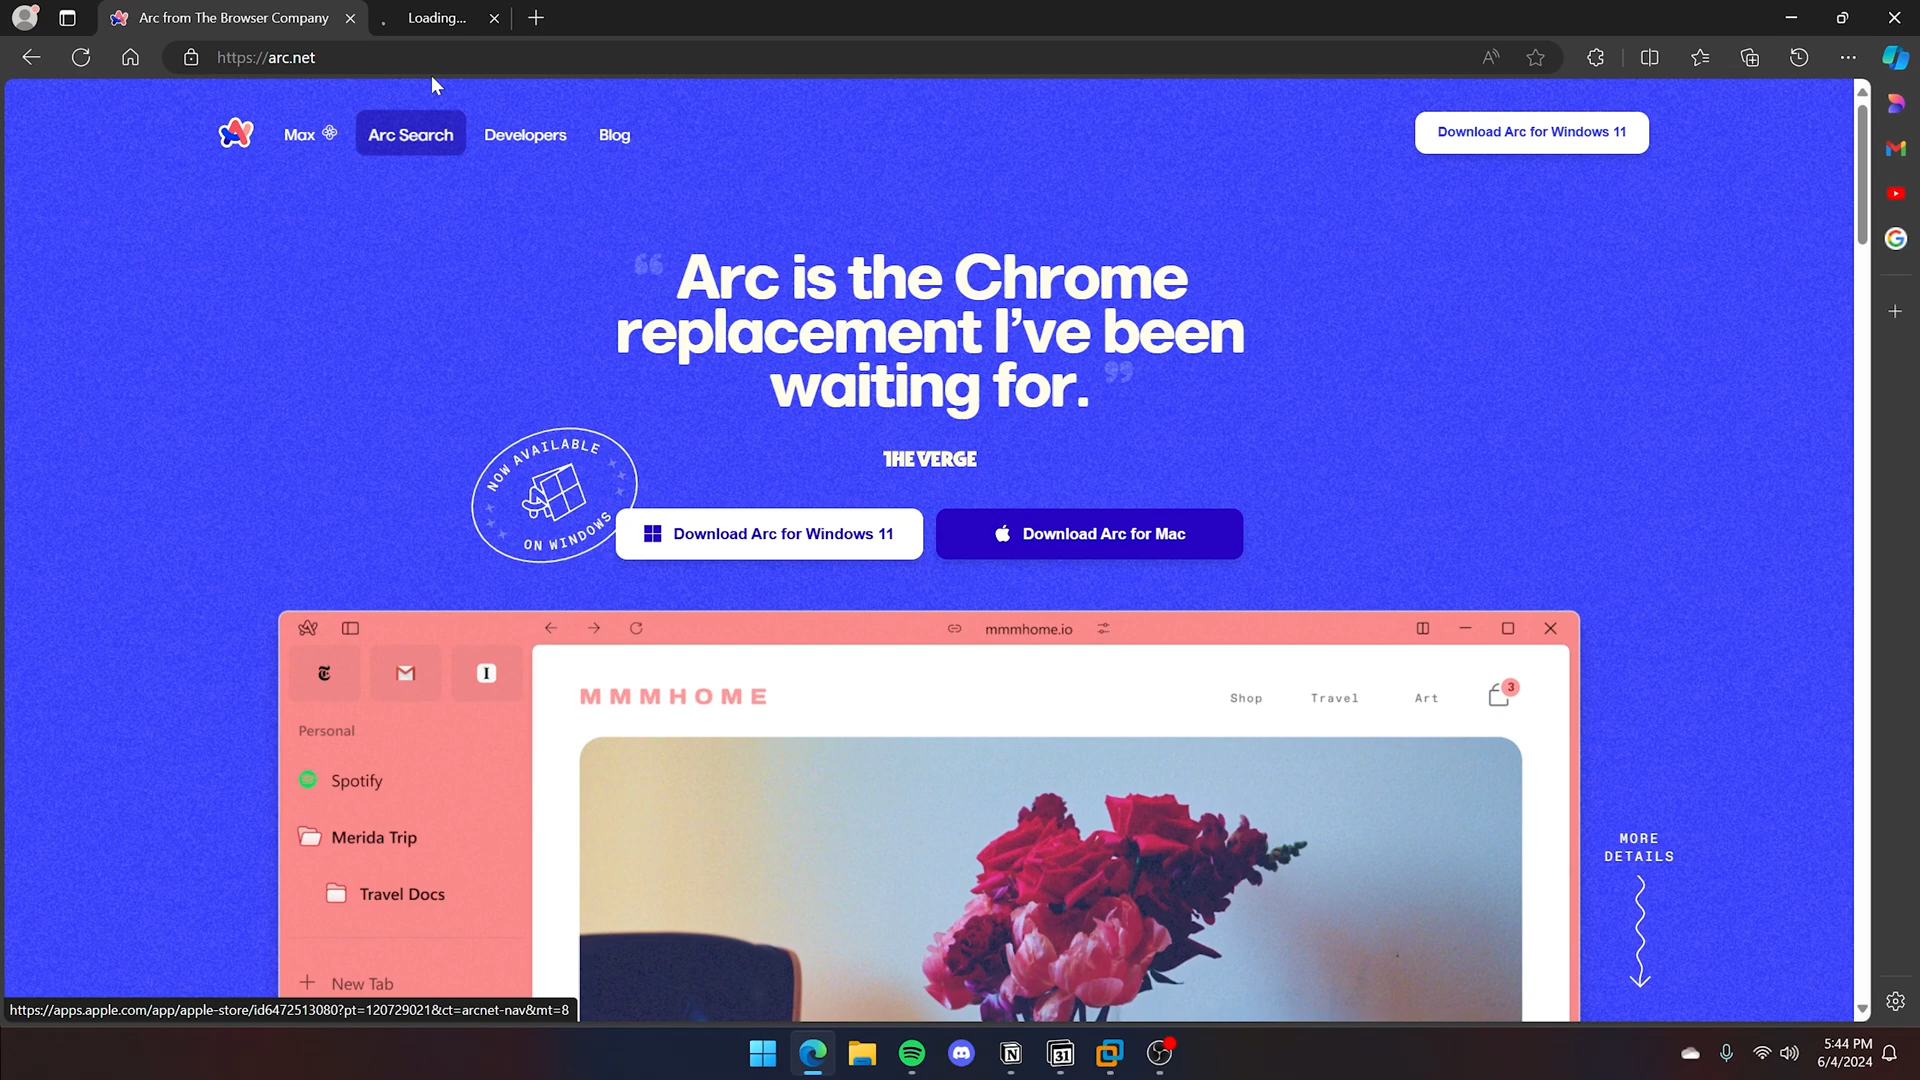 Arc from The Browser Company
Loading...
https://arc.net
Max
Arc Search
Developers
Blog
Download Arc for Windows 11
“ Arc is the Chrome
replacement I’ve been
waiting for. ”
THE VERGE
NOW AVAILABLE
ON WINDOWS
Download Arc for Windows 11
Download Arc for Mac
mmmhome.io
Personal
Spotify
Merida Trip
Travel Docs
New Tab
MMMHOME
Shop
Travel
Art
3
MORE
DETAILS
https://apps.apple.com/app/apple-store/id6472513080?pt=120729021&ct=arcnet-nav&mt=8
31
5:44 PM
6/4/2024